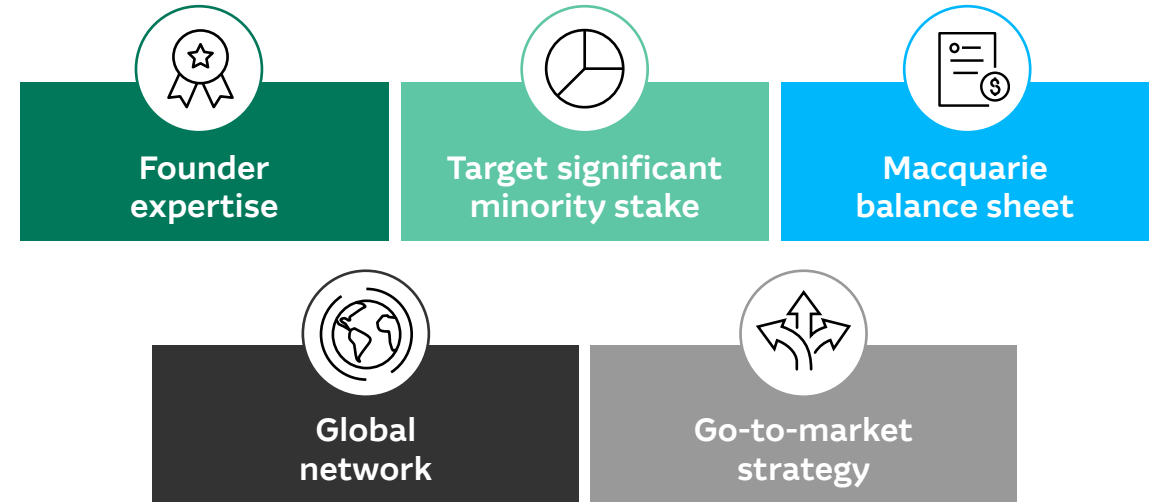 Founder
expertise
Target significant
minority stake
$
Macquarie
balance sheet
Global
network
Go-to-market
strategy